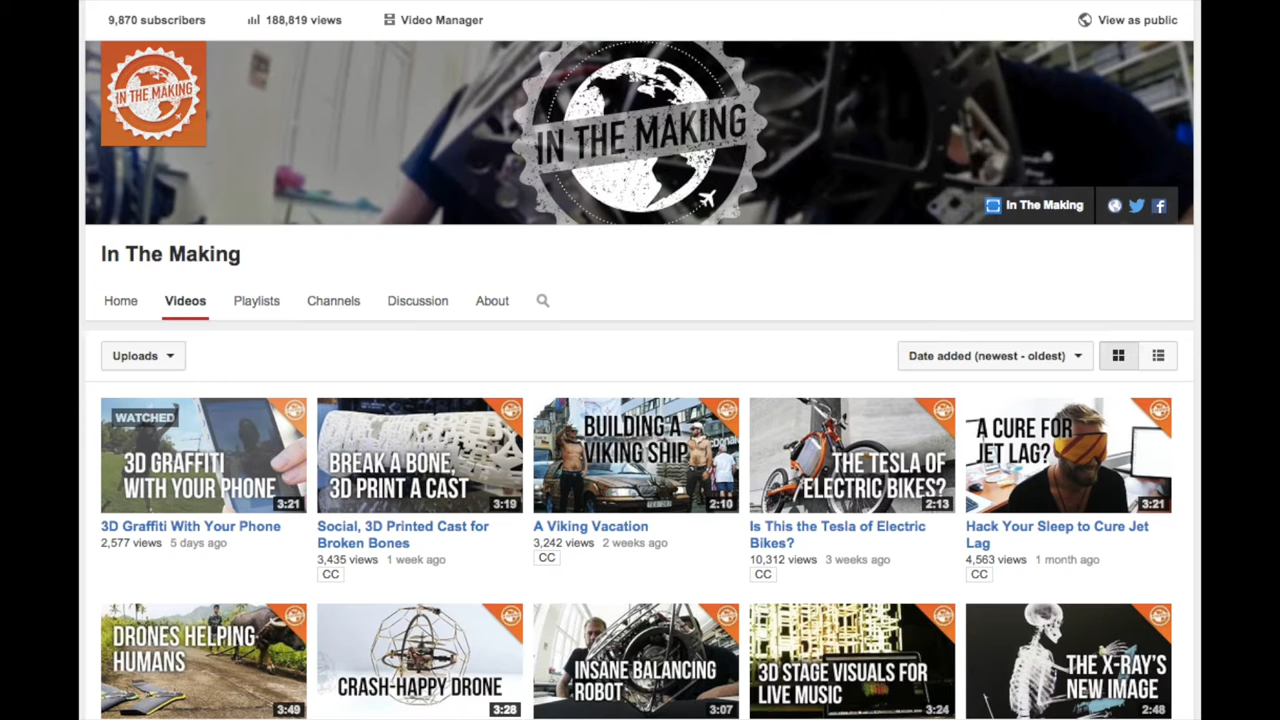 9,870 subscribers 188,819 views Video Manager View as public
IN THE MAKING
IN THE MAKING
In The Making
In The Making
Home Videos Playlists Channels Discussion About
Uploads Date added (newest - oldest)
WATCHED
3D GRAFFITI
WITH YOUR PHONE
3:21
BREAK A BONE,
3D PRINT A CAST
3:19
BUILDING A
VIKING SHIP
2:10
THE TESLA OF
ELECTRIC BIKES?
2:13
A CURE FOR
JET LAG?
3:21
3D Graffiti With Your Phone
2,577 views 5 days ago
Social, 3D Printed Cast for
Broken Bones
3,435 views 1 week ago
CC
A Viking Vacation
3,242 views 2 weeks ago
CC
Is This the Tesla of Electric
Bikes?
10,312 views 3 weeks ago
CC
Hack Your Sleep to Cure Jet
Lag
4,563 views 1 month ago
CC
DRONES HELPING
HUMANS
3:49
CRASH-HAPPY DRONE
3:28
INSANE BALANCING
ROBOT
3:07
3D STAGE VISUALS FOR
LIVE MUSIC
3:24
THE X-RAY'S
NEW IMAGE
2:48